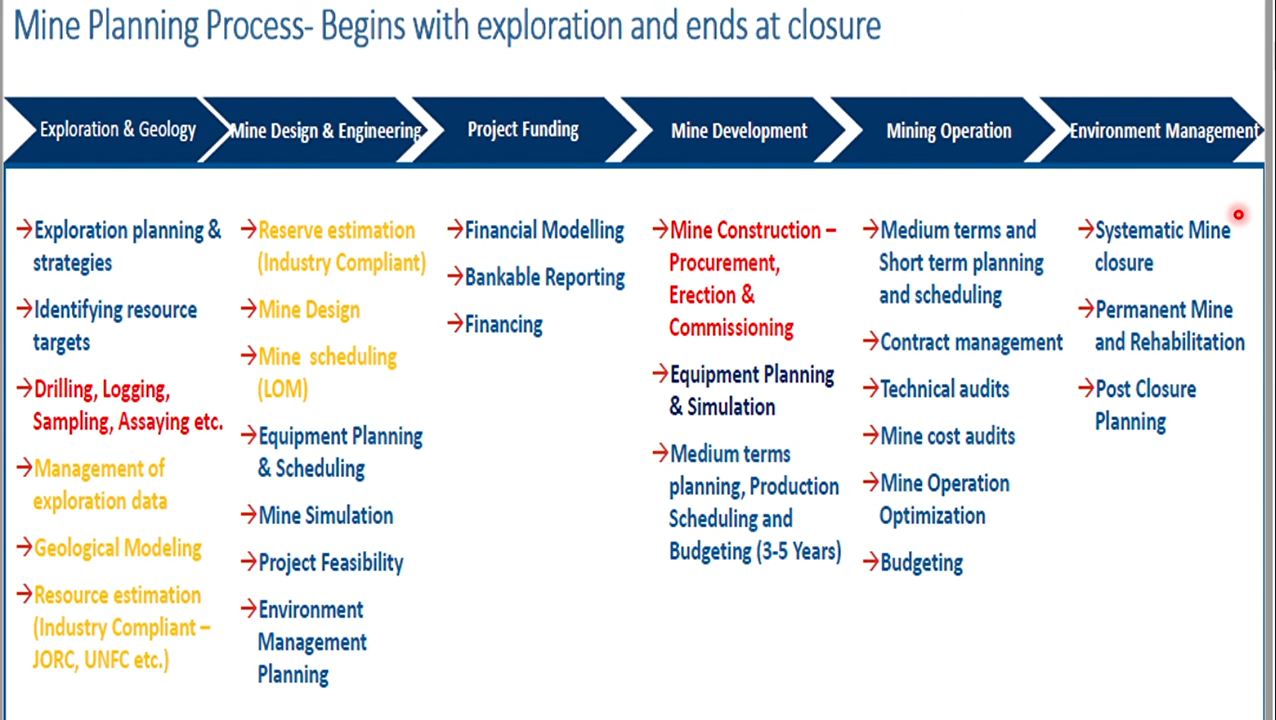 Mine Planning Process- Begins with exploration and ends at closure
Exploration & Geology
Mine Design & Engineering
Project Funding
Mine Development
Mining Operation
Environment Management
→Exploration planning &
strategies
→Identifying resource
targets
→Drilling, Logging,
Sampling, Assaying etc.
→Management of
exploration data
→Geological Modeling
→Resource estimation
(Industry Compliant –
JORC, UNFC etc.)
→Reserve estimation
(Industry Compliant)
→Mine Design
→Mine scheduling
(LOM)
→Equipment Planning
& Scheduling
→Mine Simulation
→Project Feasibility
→Environment
Management
Planning
→Financial Modelling
→Bankable Reporting
→Financing
→Mine Construction –
Procurement,
Erection &
Commissioning
→Equipment Planning
& Simulation
→Medium terms
planning, Production
Scheduling and
Budgeting (3-5 Years)
→Medium terms and
Short term planning
and scheduling
→Contract management
→Technical audits
→Mine cost audits
→Mine Operation
Optimization
→Budgeting
→Systematic Mine
closure
→Permanent Mine
and Rehabilitation
→Post Closure
Planning